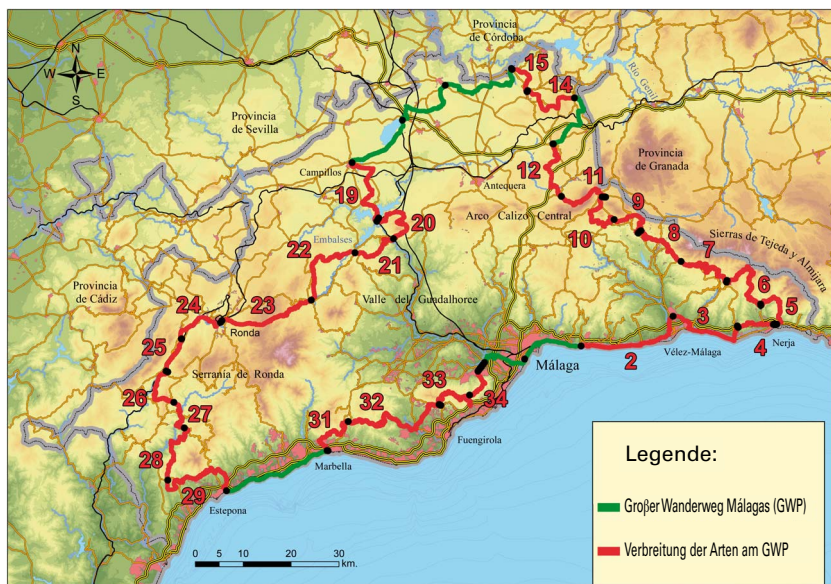 Provincia
de Córdoba
15
14
Río Genil
N
W
E
S
Provincia
de Sevilla
Provincia
de Granada
Campillos
12
Antequera
11
19
20
Arco Calizo Central
9
10
Sierras de Tejeda y Almijara
Embalses
22
21
8
7
Provincia
de Cádiz
6
24
23
Valle del Guadalhorce
5
Ronda
3
Málaga
2
Vélez-Málaga
4
Nerja
25
Serranía de Ronda
26
33
27
31
32
34
Fuengirola
28
Marbella
29
Estepona
0 5 10 20 30
km.
Legende:
Großer Wanderweg Málagas (GWP)
Verbreitung der Arten am GWP